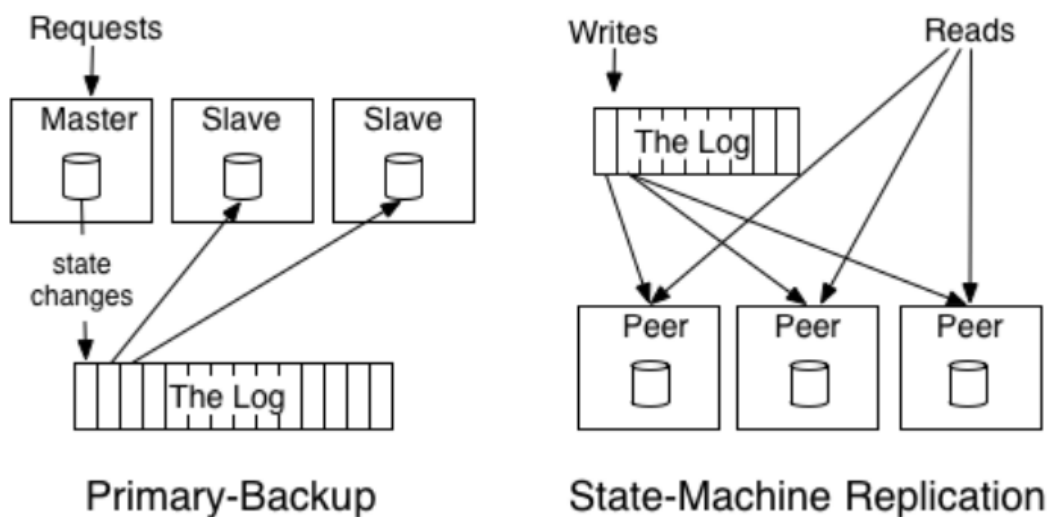 Requests
Master
Slave
Slave
state
changes
The Log
Primary-Backup
Writes
Reads
The Log
Peer
Peer
Peer
State-Machine Replication